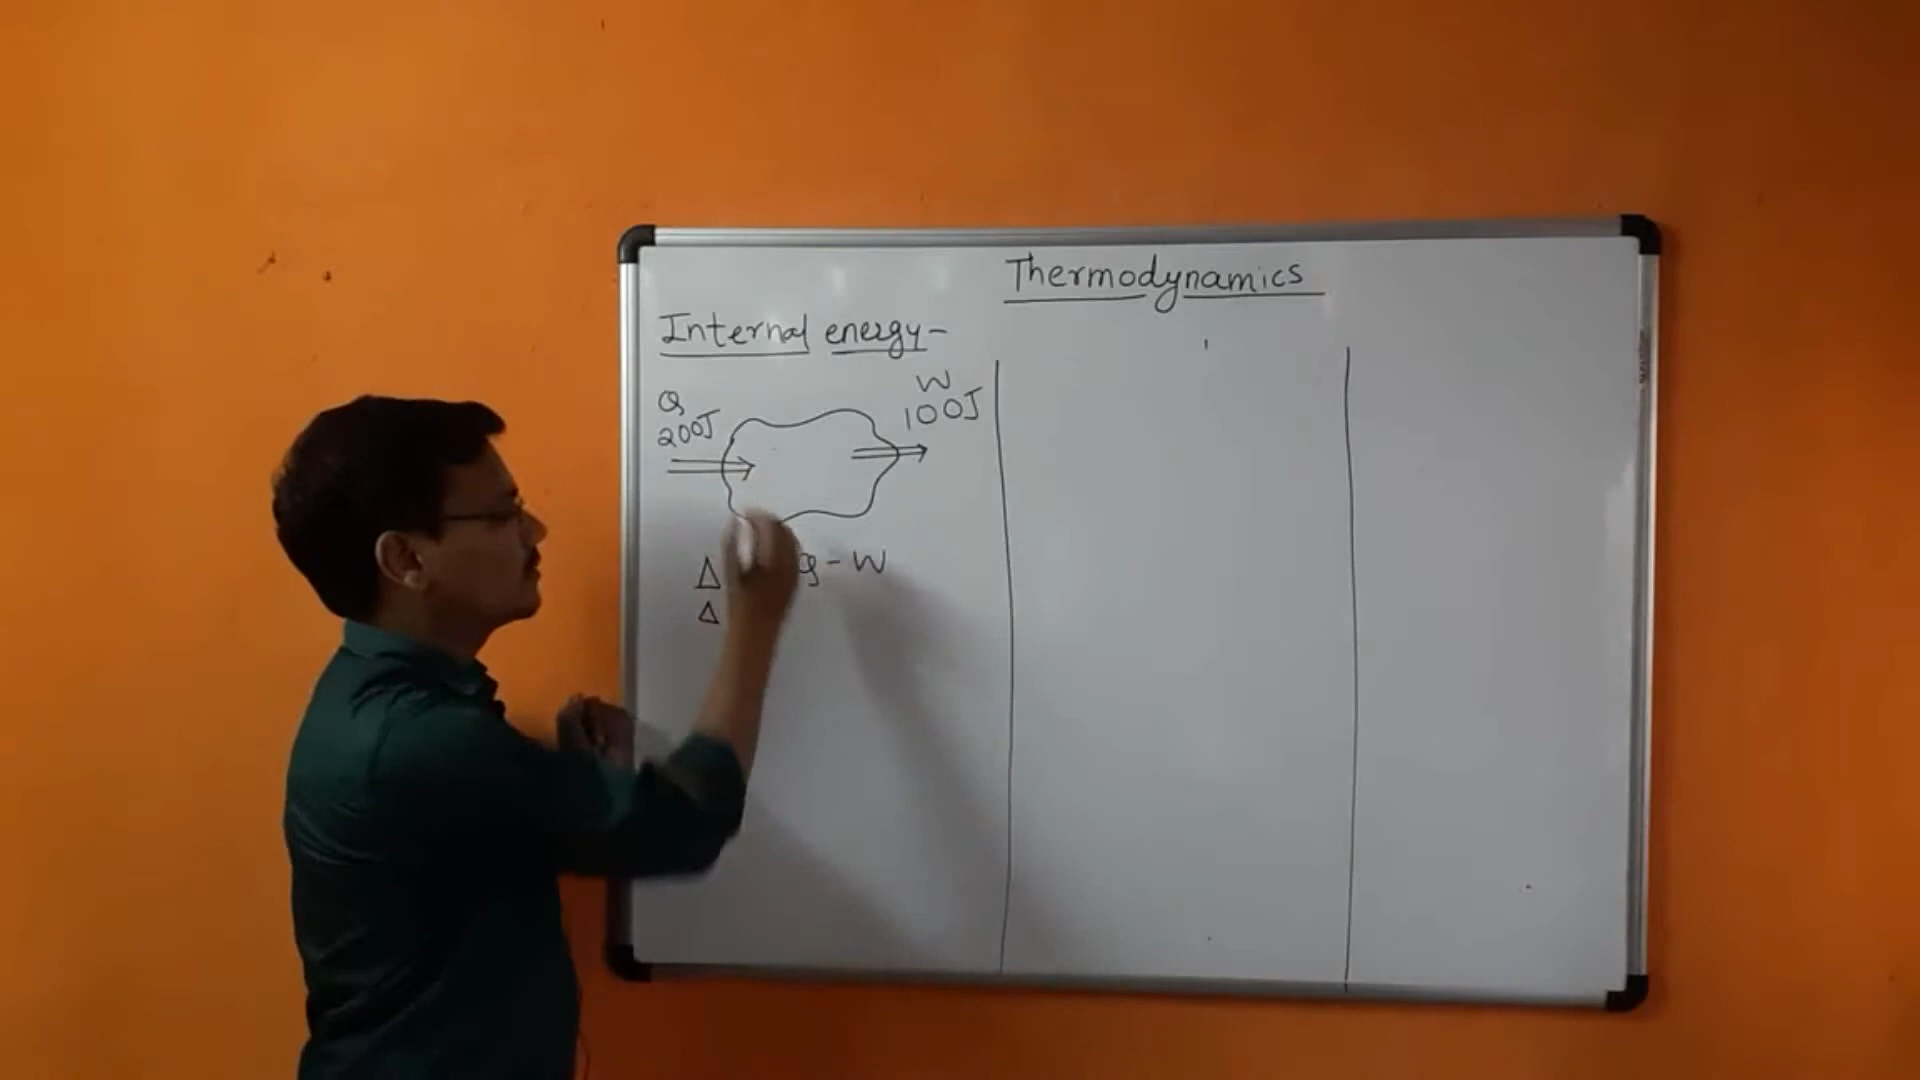 Thermodynamics
Internal energy-
Q
200J
W
100J
Δ Q - W
Δ